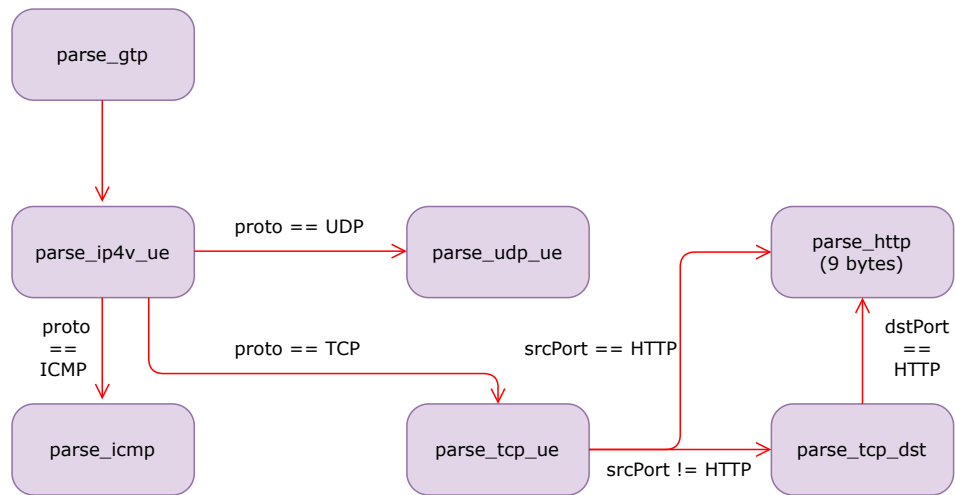 parse_gtp
parse_ip4v_ue
proto == UDP
parse_udp_ue
parse_http
(9 bytes)
proto
==
ICMP
proto == TCP
srcPort == HTTP
dstPort
==
HTTP
parse_icmp
parse_tcp_ue
srcPort != HTTP
parse_tcp_dst